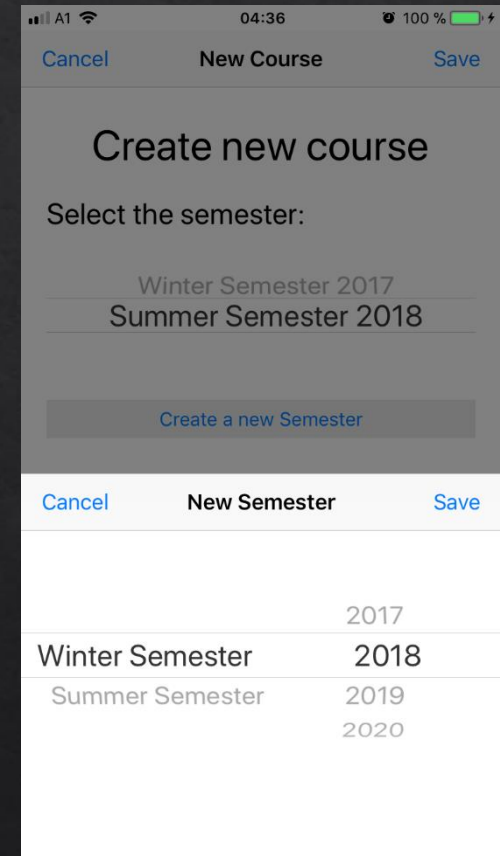 A1 04:36 100 %
Cancel New Course Save
Create new course
Select the semester:
Winter Semester 2017
Summer Semester 2018
Create a new Semester
Cancel New Semester Save
2017
Winter Semester 2018
Summer Semester 2019
2020